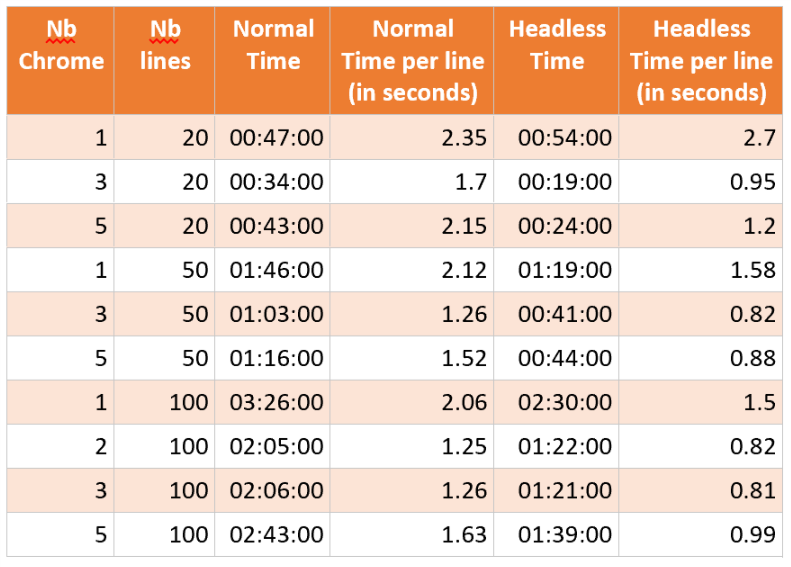 Nb Chrome Nb lines Normal Time Normal Time per line (in seconds) Headless Time Headless Time per line (in seconds)
1 20 00:47:00 2.35 00:54:00 2.7
3 20 00:34:00 1.7 00:19:00 0.95
5 20 00:43:00 2.15 00:24:00 1.2
1 50 01:46:00 2.12 01:19:00 1.58
3 50 01:03:00 1.26 00:41:00 0.82
5 50 01:16:00 1.52 00:44:00 0.88
1 100 03:26:00 2.06 02:30:00 1.5
2 100 02:05:00 1.25 01:22:00 0.82
3 100 02:06:00 1.26 01:21:00 0.81
5 100 02:43:00 1.63 01:39:00 0.99